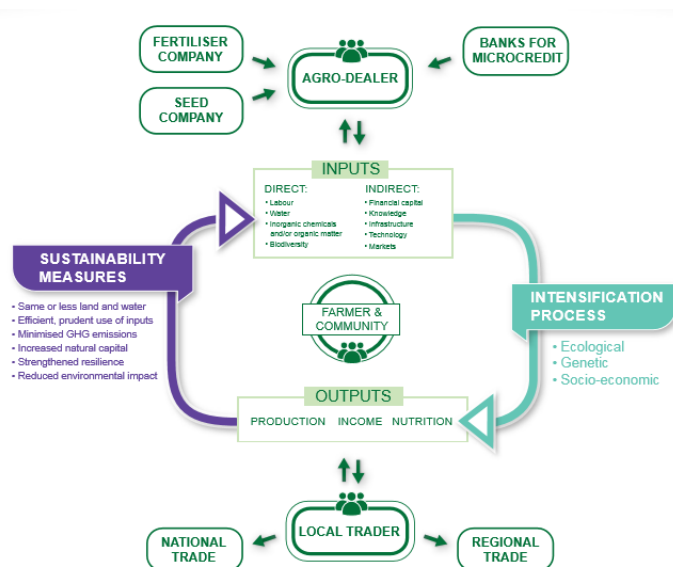 FERTILISER
COMPANY
BANKS FOR
MICROCREDIT
AGRO-DEALER
SEED
COMPANY
INPUTS
DIRECT:
• Labour
• Water
• Inorganic chemicals
and/or organic matter
• Biodiversity
INDIRECT:
• Financial capital
• Knowledge
• Infrastructure
• Technology
• Markets
SUSTAINABILITY
MEASURES
• Same or less land and water
• Efficient, prudent use of inputs
• Minimised GHG emissions
• Increased natural capital
• Strengthened resilience
• Reduced environmental impact
FARMER &
COMMUNITY
INTENSIFICATION
PROCESS
• Ecological
• Genetic
• Socio-economic
OUTPUTS
PRODUCTION INCOME NUTRITION
LOCAL TRADER
NATIONAL
TRADE
REGIONAL
TRADE